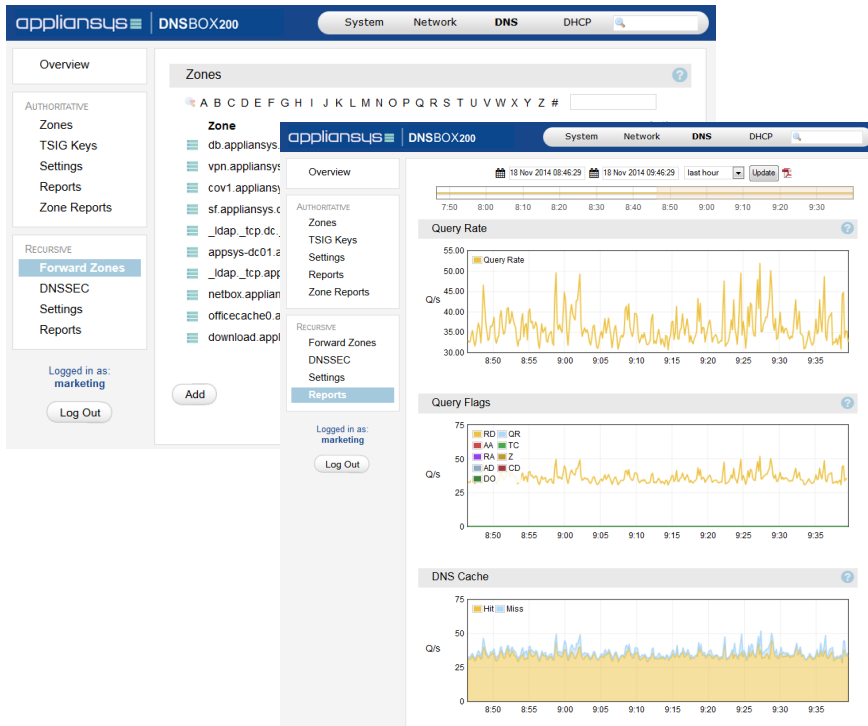 appliansys DNSBOX200
System Network DNS DHCP
Overview
AUTHORITATIVE
Zones
TSIG Keys
Settings
Reports
Zone Reports
RECURSIVE
Forward Zones
DNSSEC
Settings
Reports
Logged in as:
marketing
Log Out
Zones ?
A B C D E F G H I J K L M N O P Q R S T U V W X Y Z #
Zone
db.appliansys.
vpn.appliansys
cov1.appliansys
sf.appliansys.c
_ldap._tcp.dc._
appsys-dc01.a
_ldap._tcp.app
netbox.applian
officecache0.a
download.appl
Add
appliansys DNSBOX200
System Network DNS DHCP
Overview
AUTHORITATIVE
Zones
TSIG Keys
Settings
Reports
Zone Reports
RECURSIVE
Forward Zones
DNSSEC
Settings
Reports
Logged in as:
marketing
Log Out
18 Nov 2014 08:46:29 18 Nov 2014 09:46:29 last hour Update
7:50 8:00 8:10 8:20 8:30 8:40 8:50 9:00 9:10 9:20 9:30
Query Rate ?
Query Rate
55.00
50.00
45.00
40.00
35.00
30.00
Q/s
8:50 8:55 9:00 9:05 9:10 9:15 9:20 9:25 9:30 9:35
Query Flags ?
RD QR
AA TC
RA Z
AD CD
DO
75
50
25
0
Q/s
8:50 8:55 9:00 9:05 9:10 9:15 9:20 9:25 9:30 9:35
DNS Cache ?
Hit Miss
75
50
25
0
Q/s
8:50 8:55 9:00 9:05 9:10 9:15 9:20 9:25 9:30 9:35